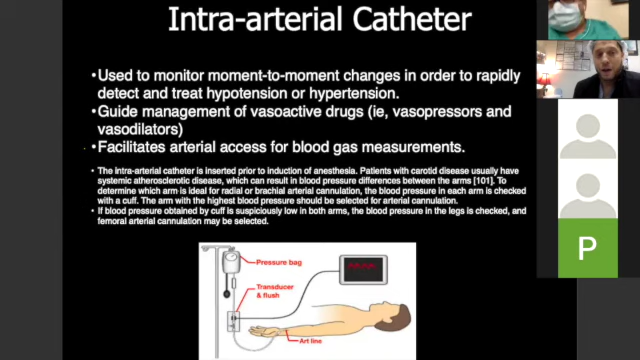 Intra-arterial Catheter
• Used to monitor moment-to-moment changes in order to rapidly
detect and treat hypotension or hypertension.
• Guide management of vasoactive drugs (ie, vasopressors and
vasodilators)
• Facilitates arterial access for blood gas measurements.
• The intra-arterial catheter is inserted prior to induction of anesthesia. Patients with carotid disease usually have
systemic atherosclerotic disease, which can result in blood pressure differences between the arms [101]. To
determine which arm is ideal for radial or brachial arterial cannulation, the blood pressure in each arm is checked
with a cuff. The arm with the highest blood pressure should be selected for arterial cannulation.
• If blood pressure obtained by cuff is suspiciously low in both arms, the blood pressure in the legs is checked, and
femoral arterial cannulation may be selected.
Pressure bag
Transducer
& flush
Art line
P